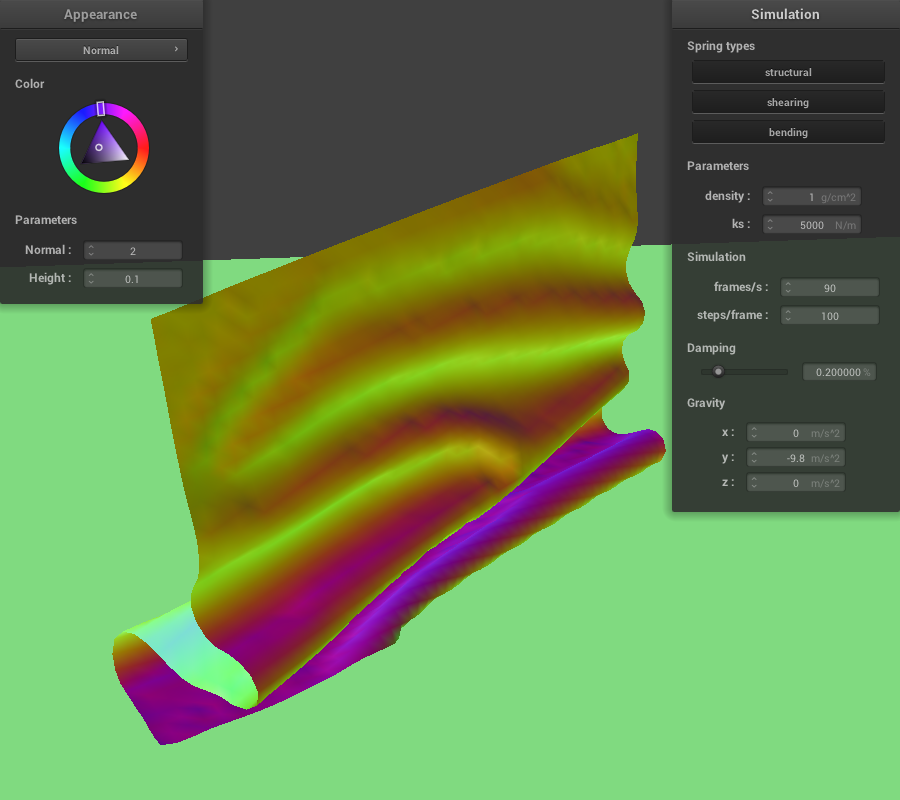 Appearance
Normal
Color
Parameters
Normal : 2
Height : 0.1
Simulation
Spring types
structural
shearing
bending
Parameters
density : 1 g/cm^2
ks : 5000 N/m
Simulation
frames/s : 90
steps/frame : 100
Damping
0.200000 %
Gravity
x : 0 m/s^2
y : -9.8 m/s^2
z : 0 m/s^2